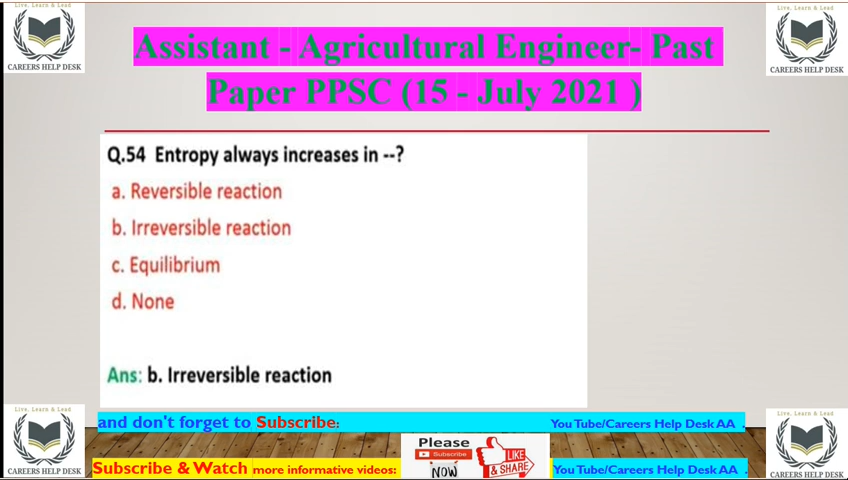 Live, Learn & Lead
CAREERS HELP DESK
Assistant - Agricultural Engineer- Past
Paper PPSC (15 - July 2021 )
Live, Learn & Lead
CAREERS HELP DESK
Q.54 Entropy always increases in --?
a. Reversible reaction
b. Irreversible reaction
c. Equilibrium
d. None
Ans: b. Irreversible reaction
Live, Learn & Lead
CAREERS HELP DESK
and don't forget to Subscribe: You Tube/Careers Help Desk AA .
Subscribe & Watch more informative videos:
Please
Subscribe
NOW
LIKE
& SHARE
You Tube/Careers Help Desk AA .
Live, Learn & Lead
CAREERS HELP DESK